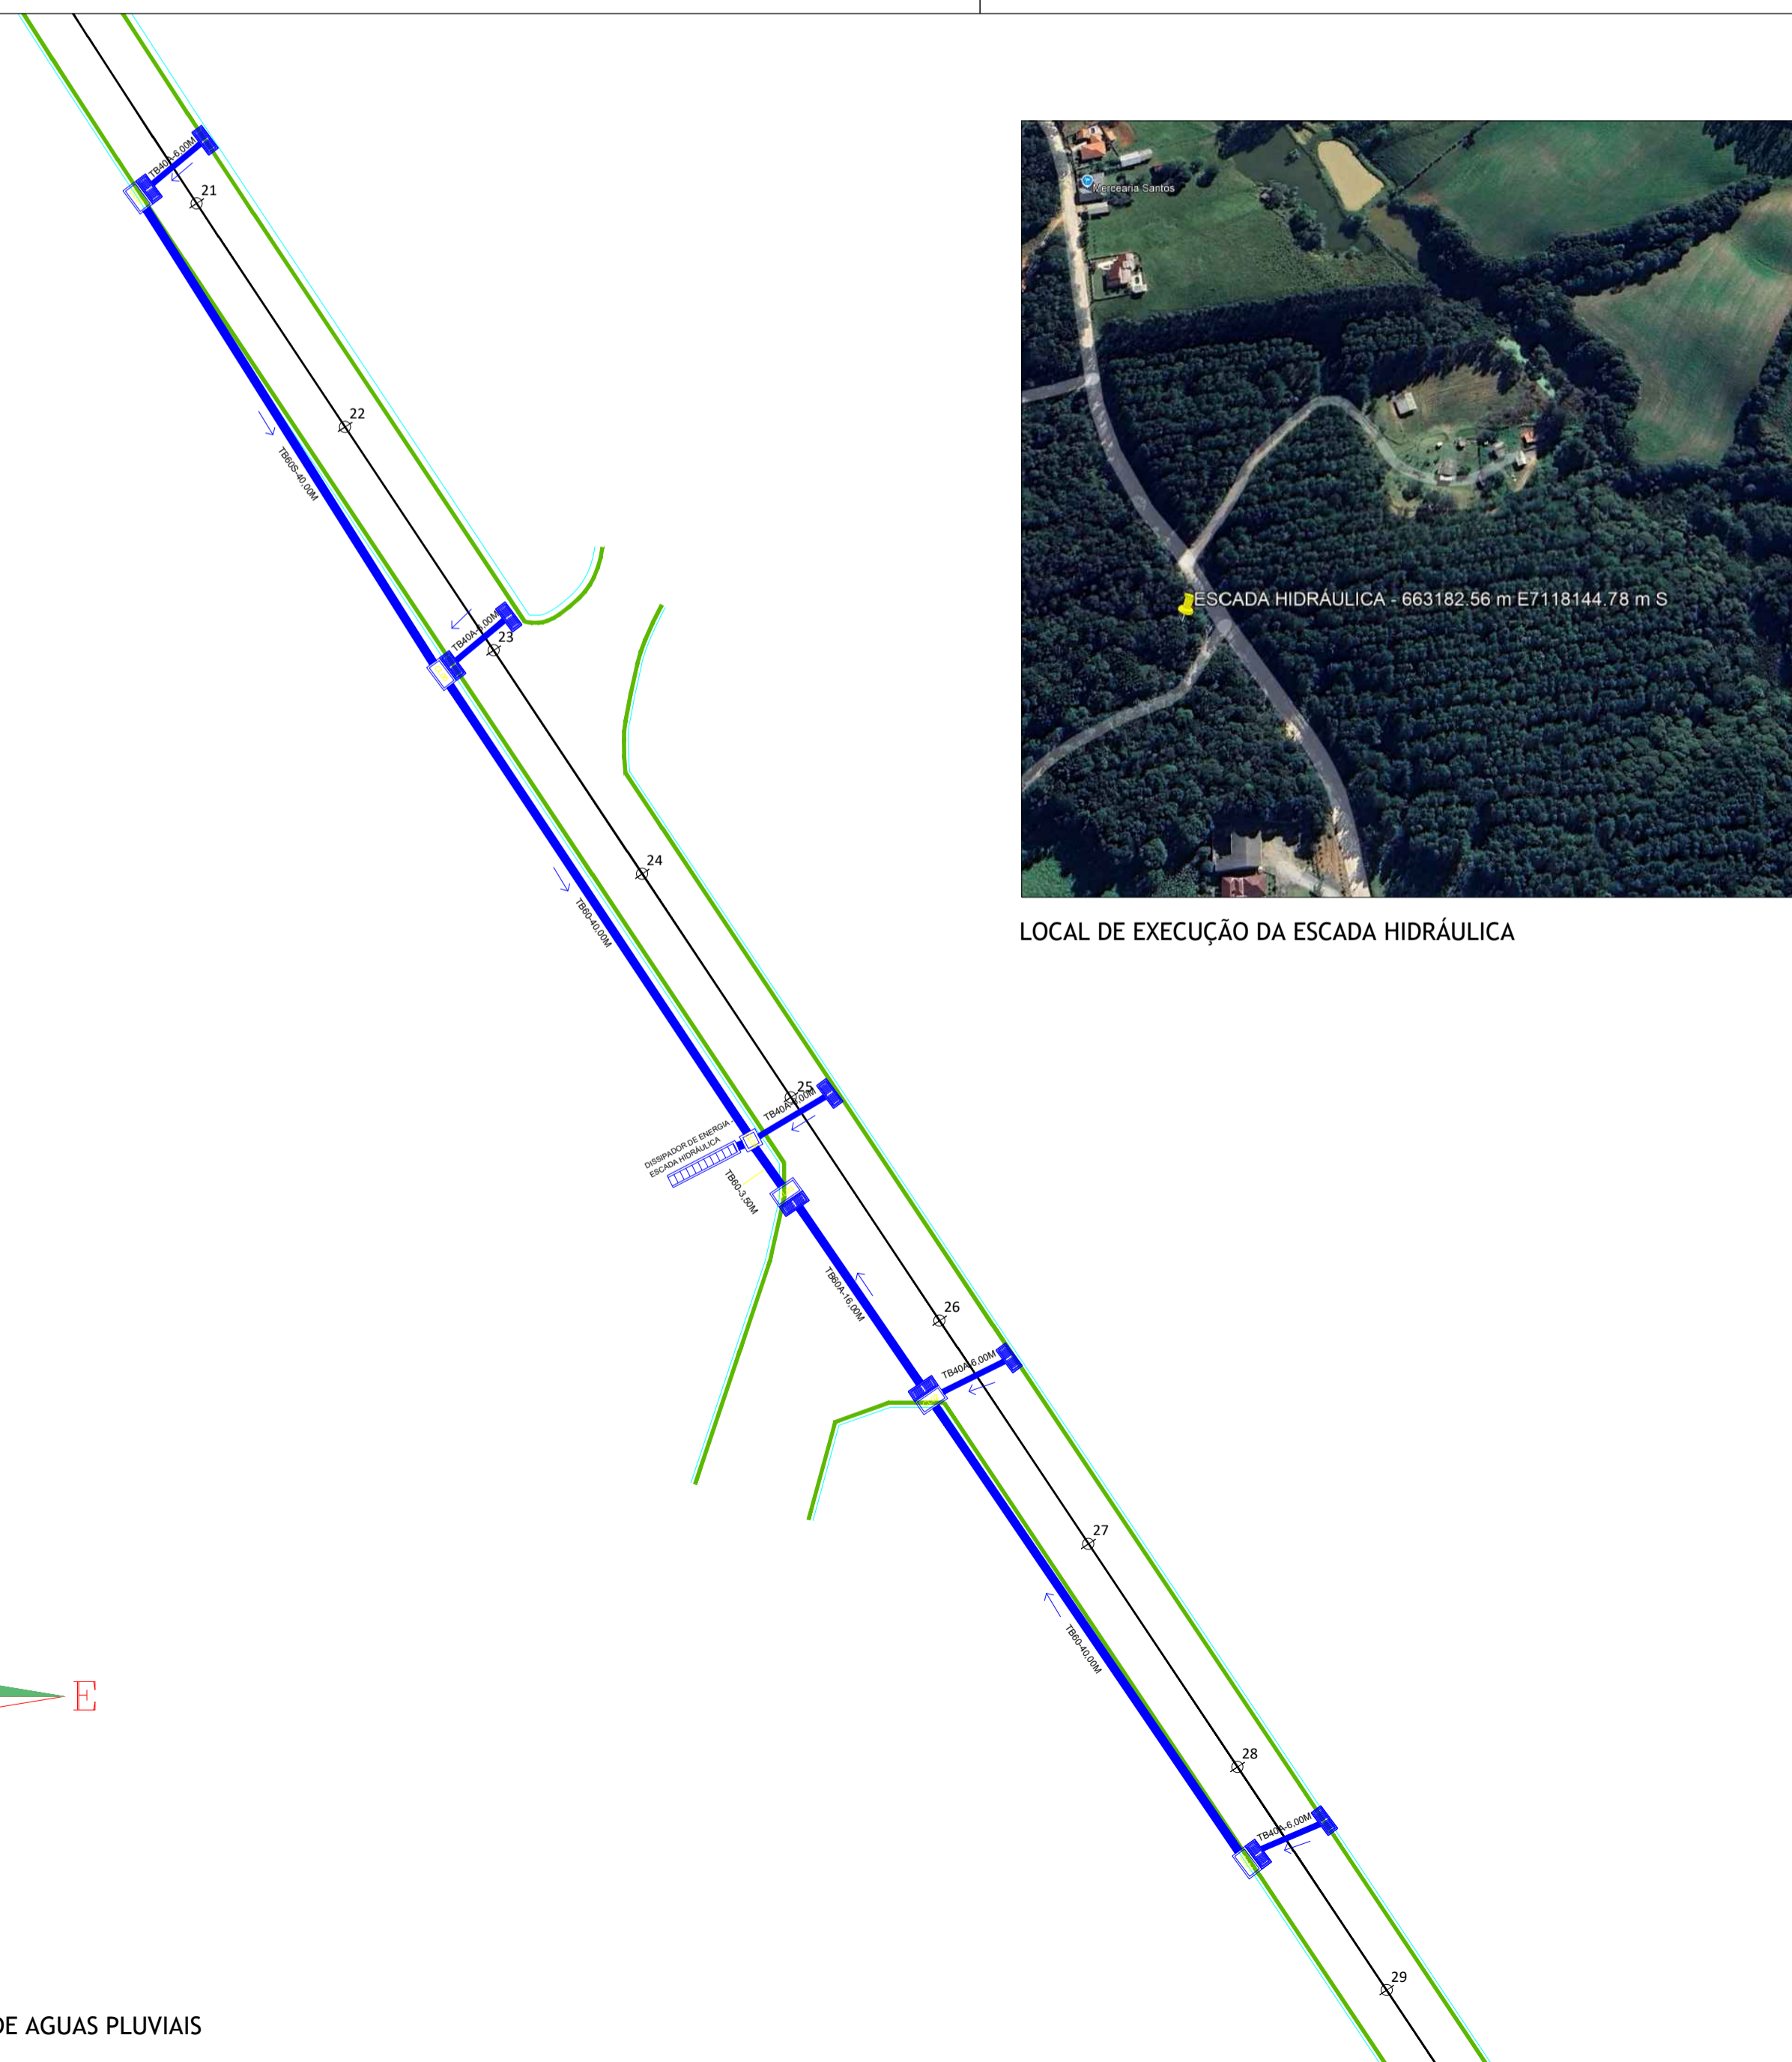 TB40A-6,00M
21
22
TB60S-40,00M
TB40A-6,00M
23
24
TB60-40,00M
25
TB40A-6,00M
DISSIPADOR DE ENERGIA -
ESCADA HIDRÁULICA
TB60-3,50M
TB60A-16,00M
26
TB40A-6,00M
27
TB60-40,00M
28
TB40A-6,00M
29
E
DE AGUAS PLUVIAIS
Mercearia Santos
ESCADA HIDRÁULICA - 663182.56 m E7118144.78 m S
LOCAL DE EXECUÇÃO DA ESCADA HIDRÁULICA